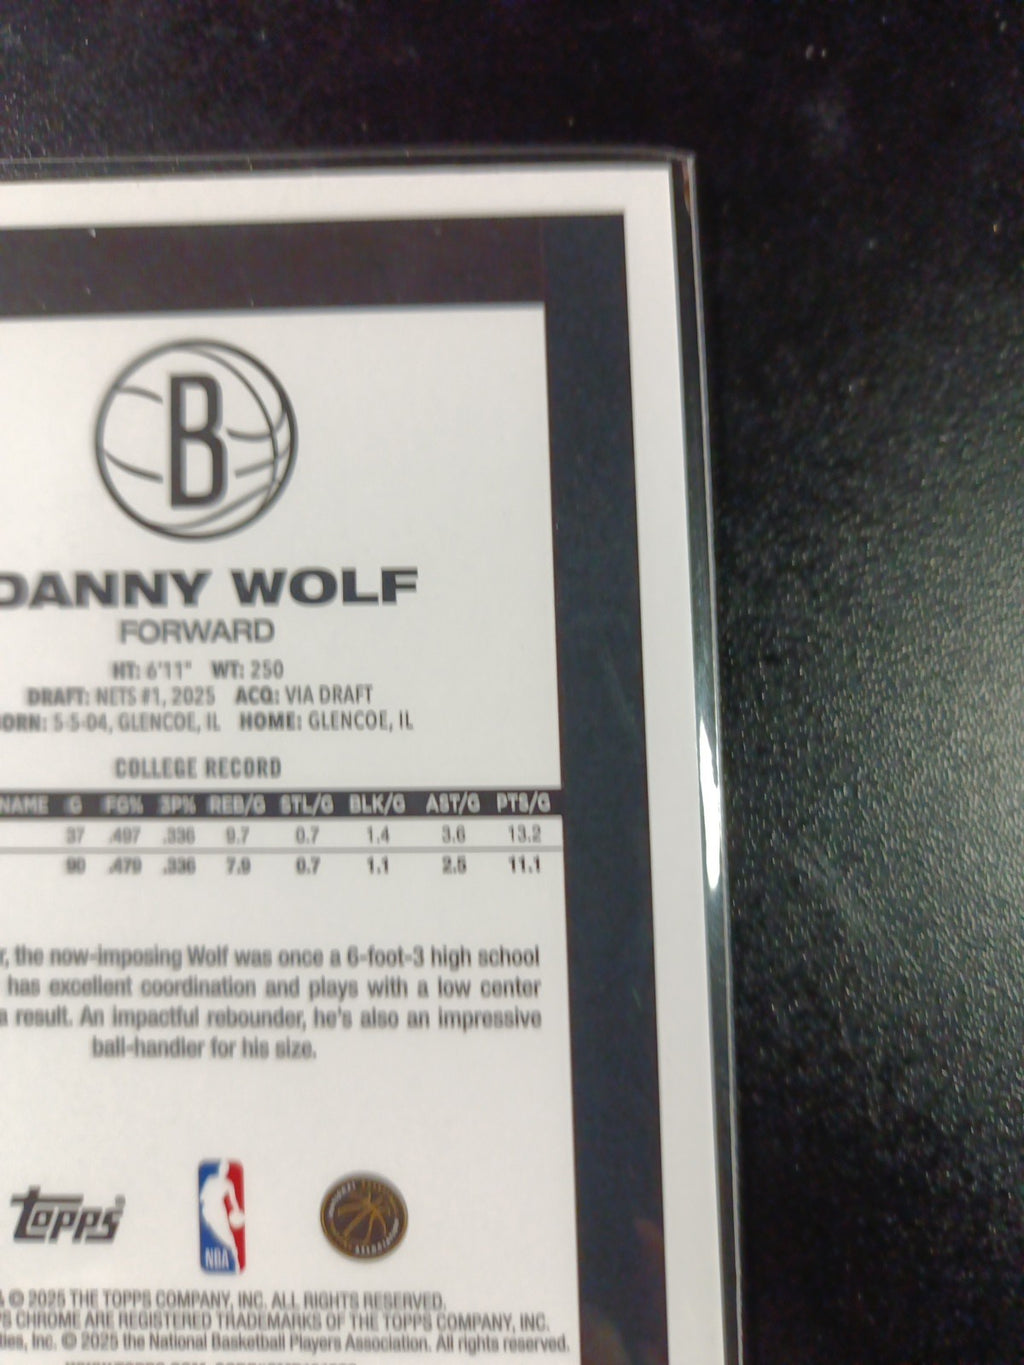 B
DANNY WOLF
FORWARD
HT: 6'11" WT: 250
DRAFT: NETS #1, 2025 ACQ: VIA DRAFT
ORN: 5-5-04, GLENCOE, IL HOME: GLENCOE, IL
COLLEGE RECORD
NAME G FG% 3P% REB/G STL/G BLK/G AST/G PTS/G
37 .497 .336 9.7 0.7 1.4 3.6 13.2
90 .479 .336 7.9 0.7 1.1 2.5 11.1
r, the now-imposing Wolf was once a 6-foot-3 high school
has excellent coordination and plays with a low center
a result. An impactful rebounder, he's also an impressive
ball-handler for his size.
Topps
NBA
© 2025 THE TOPPS COMPANY, INC. ALL RIGHTS RESERVED.
PS CHROME ARE REGISTERED TRADEMARKS OF THE TOPPS COMPANY, INC.
ties, Inc. © 2025 the National Basketball Players Association. All rights reserved.